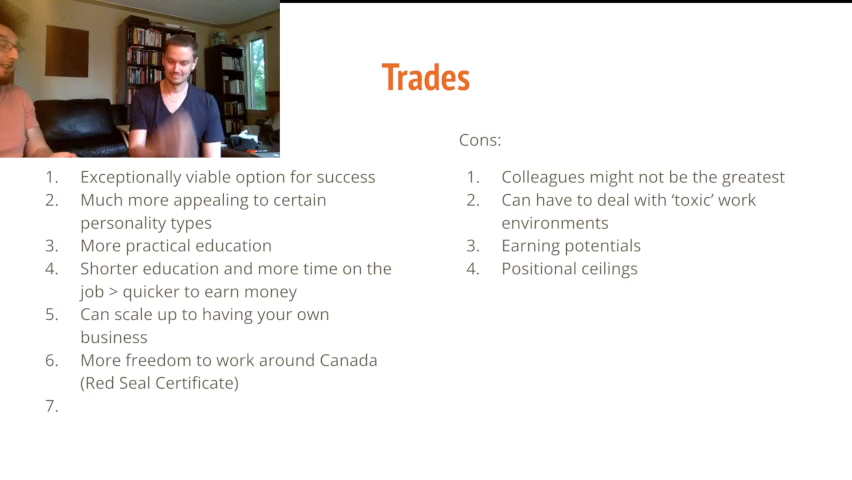 Trades
1. Exceptionally viable option for success
2. Much more appealing to certain
personality types
3. More practical education
4. Shorter education and more time on the
job > quicker to earn money
5. Can scale up to having your own
business
6. More freedom to work around Canada
(Red Seal Certificate)
7.
Cons:
1. Colleagues might not be the greatest
2. Can have to deal with ‘toxic’ work
environments
3. Earning potentials
4. Positional ceilings